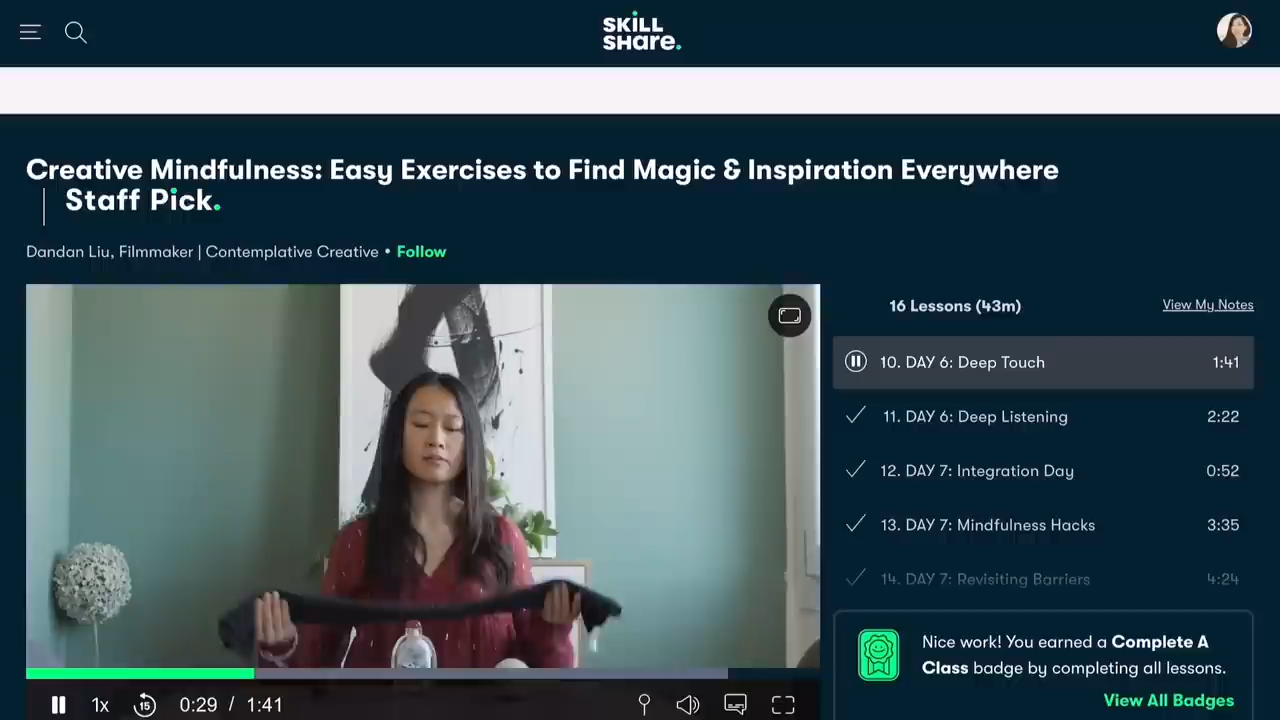 SKILL
SHare.
Creative Mindfulness: Easy Exercises to Find Magic & Inspiration Everywhere
Staff Pick.
Dandan Liu, Filmmaker | Contemplative Creative • Follow
16 Lessons (43m)
View My Notes
10. DAY 6: Deep Touch 1:41
11. DAY 6: Deep Listening 2:22
12. DAY 7: Integration Day 0:52
13. DAY 7: Mindfulness Hacks 3:35
14. DAY 7: Revisiting Barriers 4:24
Nice work! You earned a Complete A
Class badge by completing all lessons.
View All Badges
1x 15 0:29 / 1:41